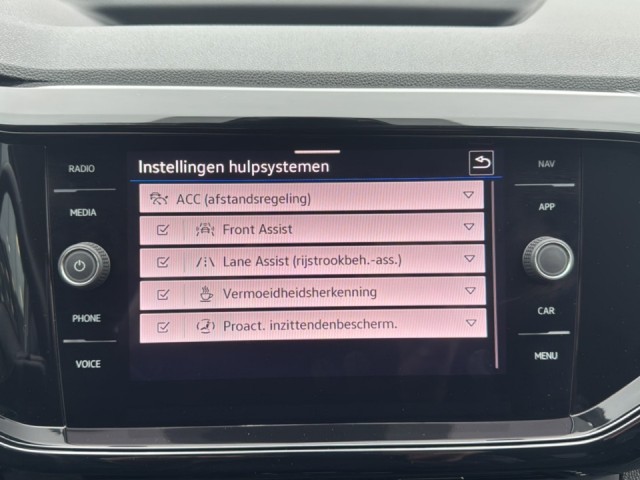 RADIO
MEDIA
PHONE
VOICE
Instellingen hulpsystemen
ACC (afstandsregeling)
Front Assist
Lane Assist (rijstrookbeh.-ass.)
Vermoeidheidsherkenning
Proact. inzittendenbescherm.
NAV
APP
CAR
MENU